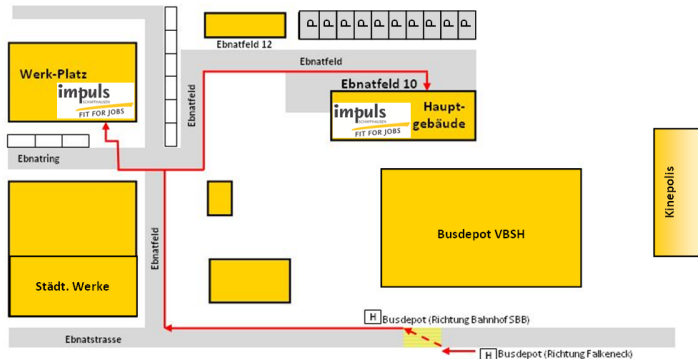 P P P P P P P P P
Ebnatfeld 12
Ebnatfeld
Werk-Platz
impuls
SCHAFFHAUSEN
FIT FOR JOBS
Ebnatfeld
Ebnatfeld 10
impuls
SCHAFFHAUSEN
FIT FOR JOBS
Haupt-
gebäude
Ebnatring
Kinepolis
Ebnatfeld
Busdepot VBSH
Städt. Werke
H Busdepot (Richtung Bahnhof SBB)
Ebnatstrasse
H Busdepot (Richtung Falkeneck)